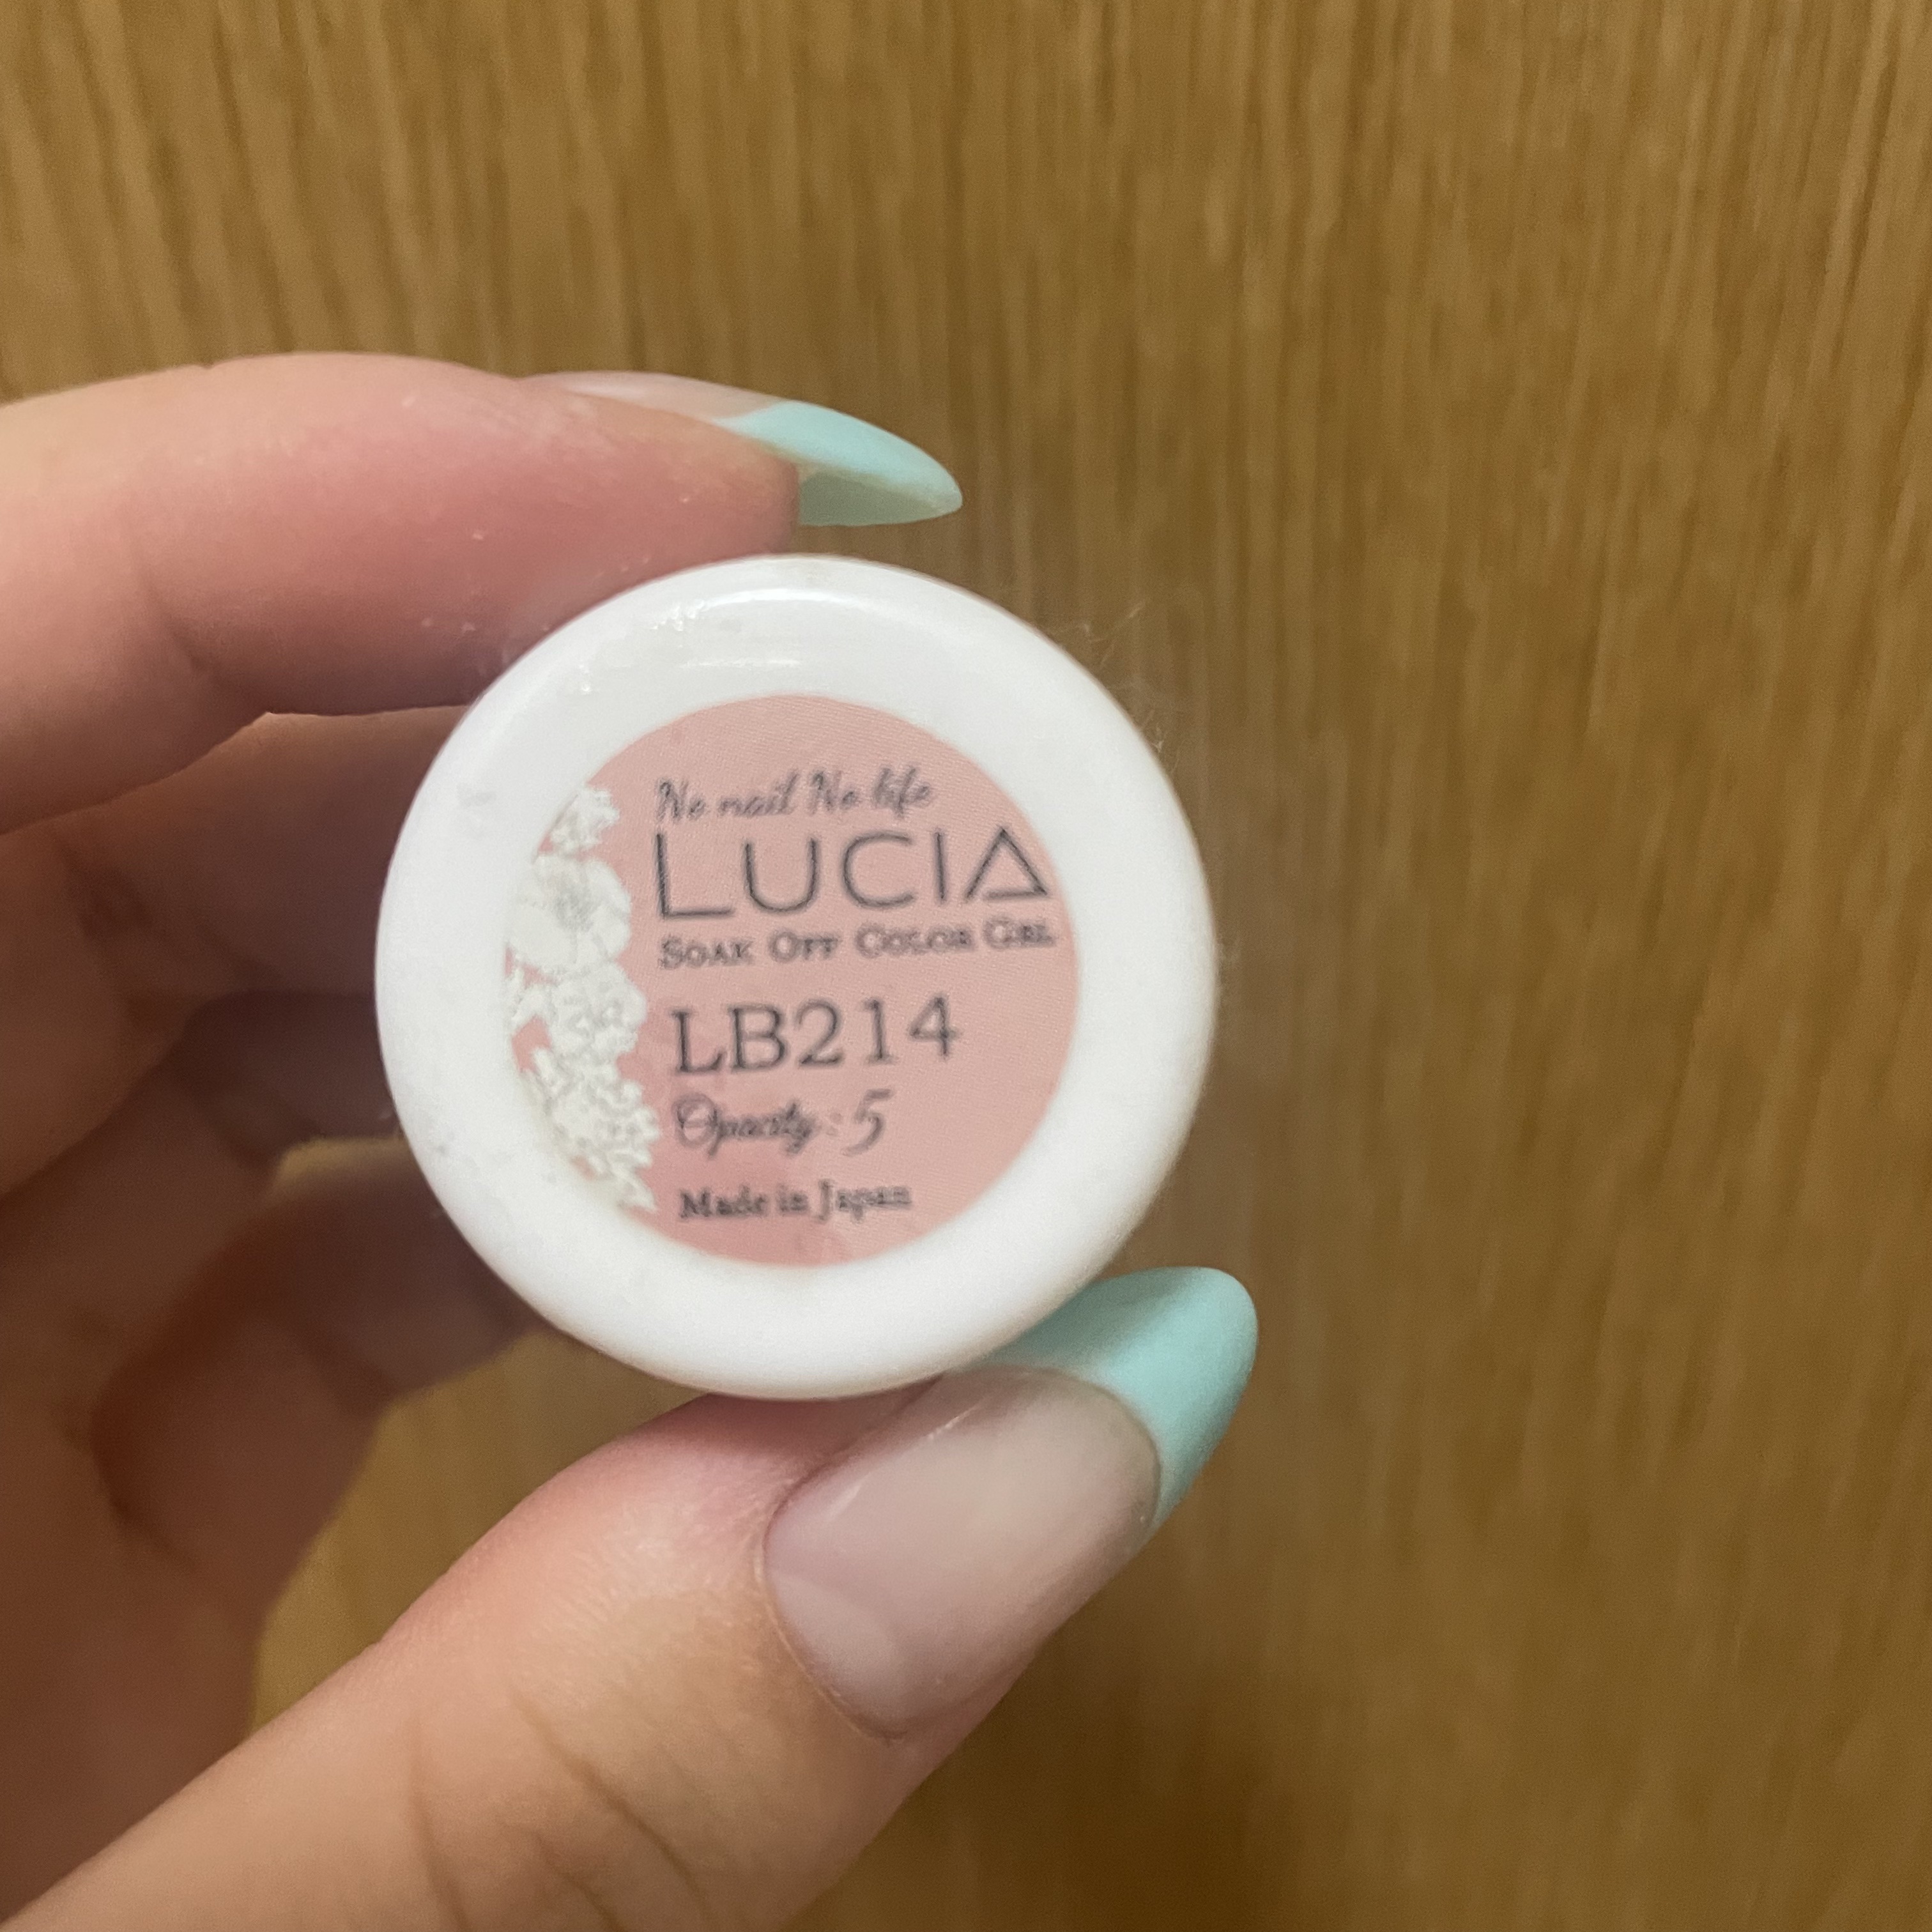 No nail No life
LUCIA
SOAK OFF COLOR GEL
LB214
Opacity : 5
Made in Japan